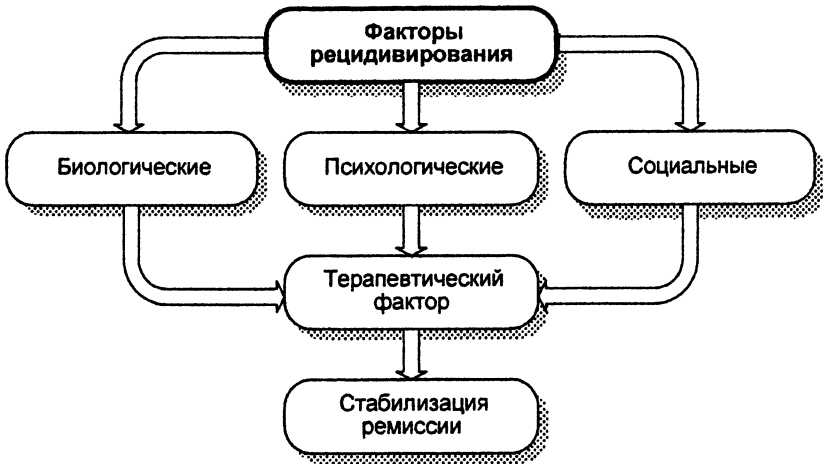 Факторы
рецидивирования
Биологические
Психологические
Социальные
Терапевтический
фактор
Стабилизация
ремиссии